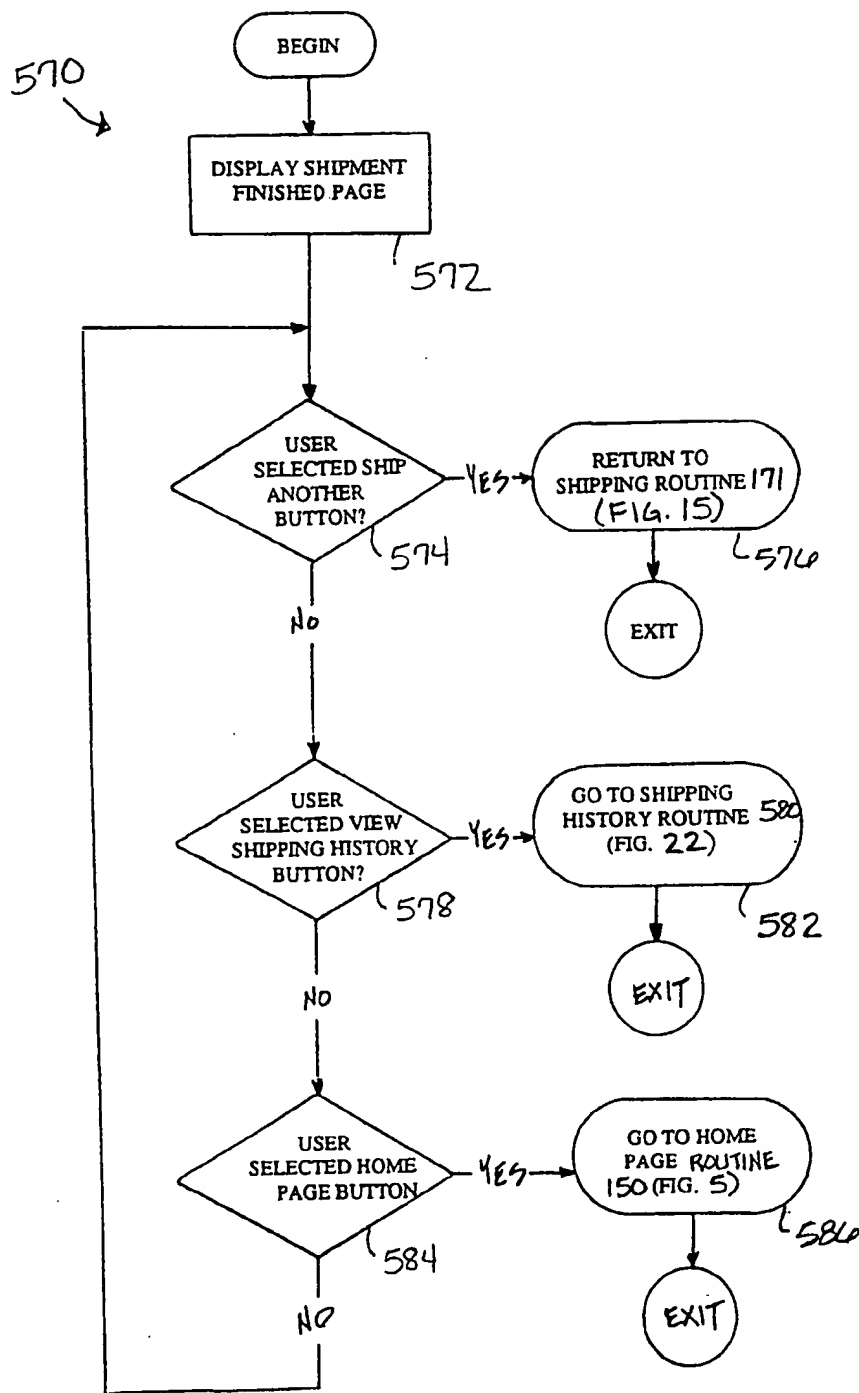 BEGIN
570
DISPLAY SHIPMENT
FINISHED PAGE
572
USER
SELECTED SHIP
ANOTHER
BUTTON?
574
YES
RETURN TO
SHIPPING ROUTINE 171
(FIG. 15)
576
EXIT
NO
USER
SELECTED VIEW
SHIPPING HISTORY
BUTTON?
578
YES
GO TO SHIPPING
HISTORY ROUTINE 580
(FIG. 22)
582
EXIT
NO
USER
SELECTED HOME
PAGE BUTTON
584
YES
GO TO HOME
PAGE ROUTINE
150 (FIG. 5)
586
EXIT
NO